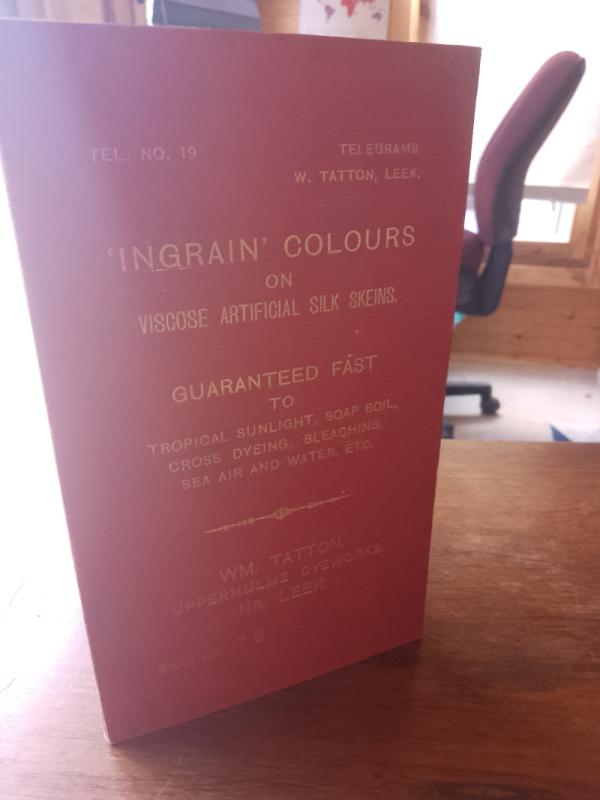 TEL. NO. 19
TELEGRAMS;
W. TATTON, LEEK.
'INGRAIN' COLOURS
ON
VISCOSE ARTIFICIAL SILK SKEINS.
GUARANTEED FAST
TO
TROPICAL SUNLIGHT, SOAP BOIL,
CROSS DYEING, BLEACHING,
SEA AIR AND WATER, ETC.
WM. TATTON,
UPPERHULME DYEWORKS,
NR. LEEK.
7.B